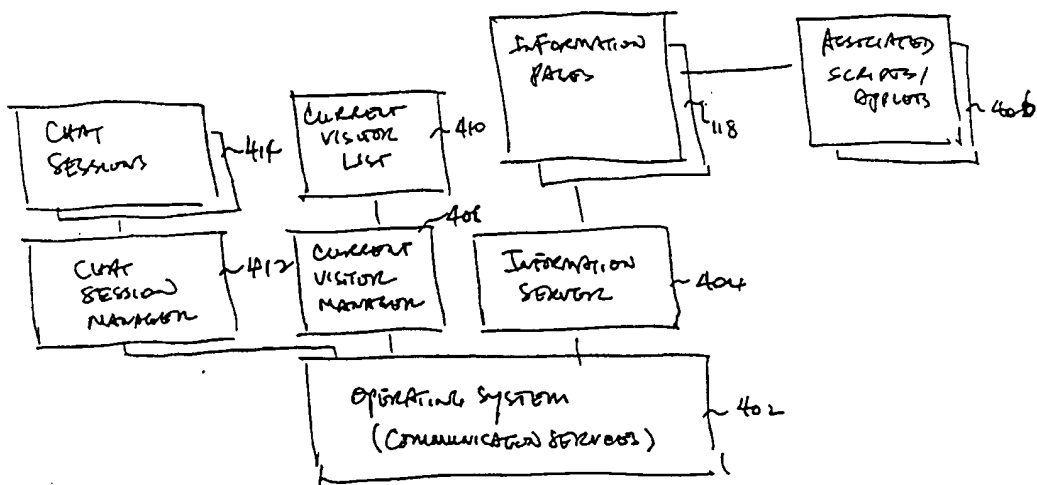 INFORMATION
PAGES
118
ASSOCIATED
SCRIPTS/
APPLETS
406
CHAT
SESSIONS
414
CURRENT
VISITOR
LIST
410
CHAT
SESSION
MANAGER
412
CURRENT
VISITOR
MANAGER
408
INFORMATION
SERVER
404
OPERATING SYSTEM
(COMMUNICATION SERVICES)
402